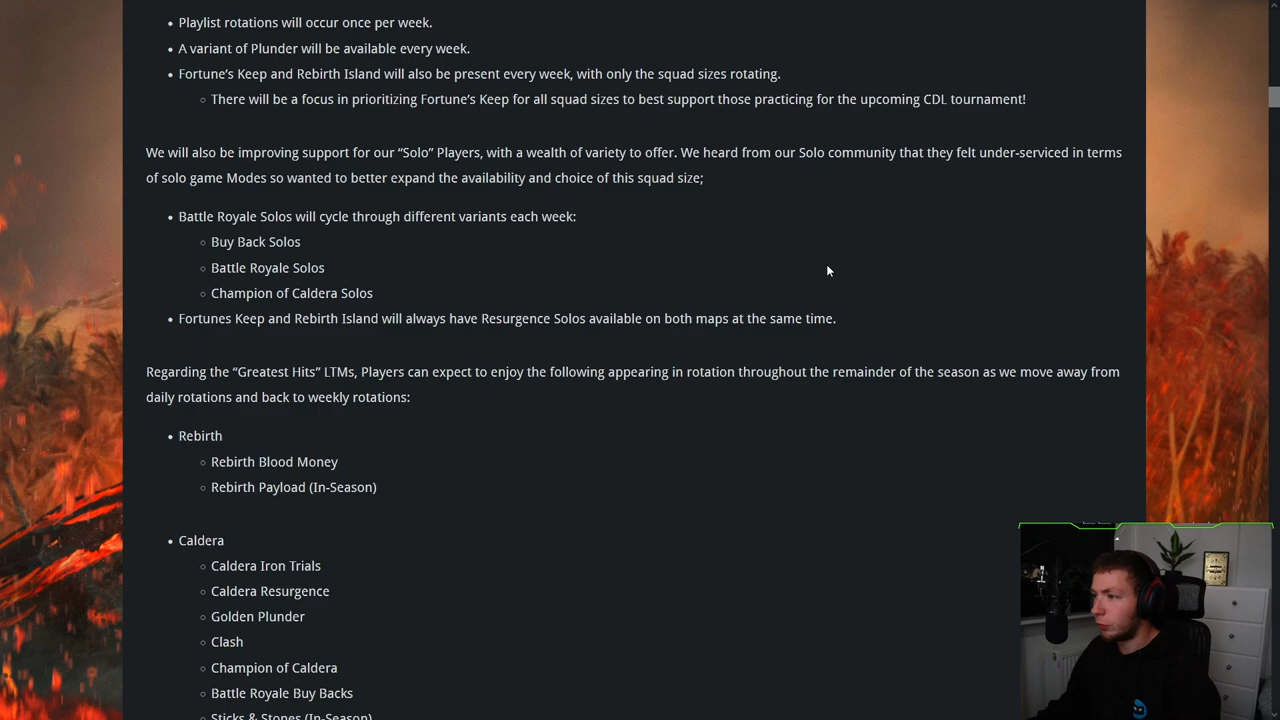 Playlist rotations will occur once per week.
A variant of Plunder will be available every week.
Fortune's Keep and Rebirth Island will also be present every week, with only the squad sizes rotating.
There will be a focus in prioritizing Fortune's Keep for all squad sizes to best support those practicing for the upcoming CDL tournament!
We will also be improving support for our “Solo” Players, with a wealth of variety to offer. We heard from our Solo community that they felt under-serviced in terms
of solo game Modes so wanted to better expand the availability and choice of this squad size;
Battle Royale Solos will cycle through different variants each week:
Buy Back Solos
Battle Royale Solos
Champion of Caldera Solos
Fortunes Keep and Rebirth Island will always have Resurgence Solos available on both maps at the same time.
Regarding the “Greatest Hits” LTMs, Players can expect to enjoy the following appearing in rotation throughout the remainder of the season as we move away from
daily rotations and back to weekly rotations:
Rebirth
Rebirth Blood Money
Rebirth Payload (In-Season)
Caldera
Caldera Iron Trials
Caldera Resurgence
Golden Plunder
Clash
Champion of Caldera
Battle Royale Buy Backs
Sticks & Stones (In-Season)